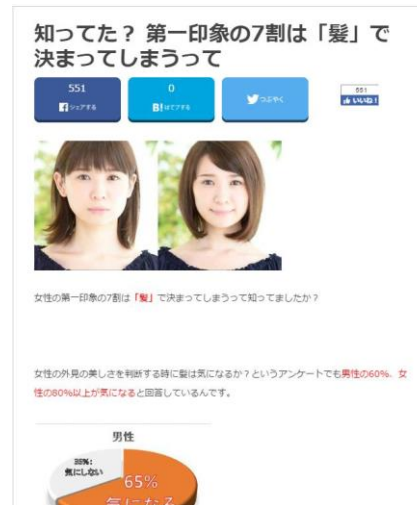 知ってた？ 第一印象の7割は「髪」で
決まってしまうって
551
シェアする
0
B!はてブする
つぶやく
551
いいね！
女性の第一印象の7割は「髪」で決まってしまうって知ってましたか？
女性の外見の美しさを判断する時に髪は気になるか？というアンケートでも男性の60%、女
性の80%以上が気になると回答しているんです。
男性
35%:
気にしない
65%
気になる